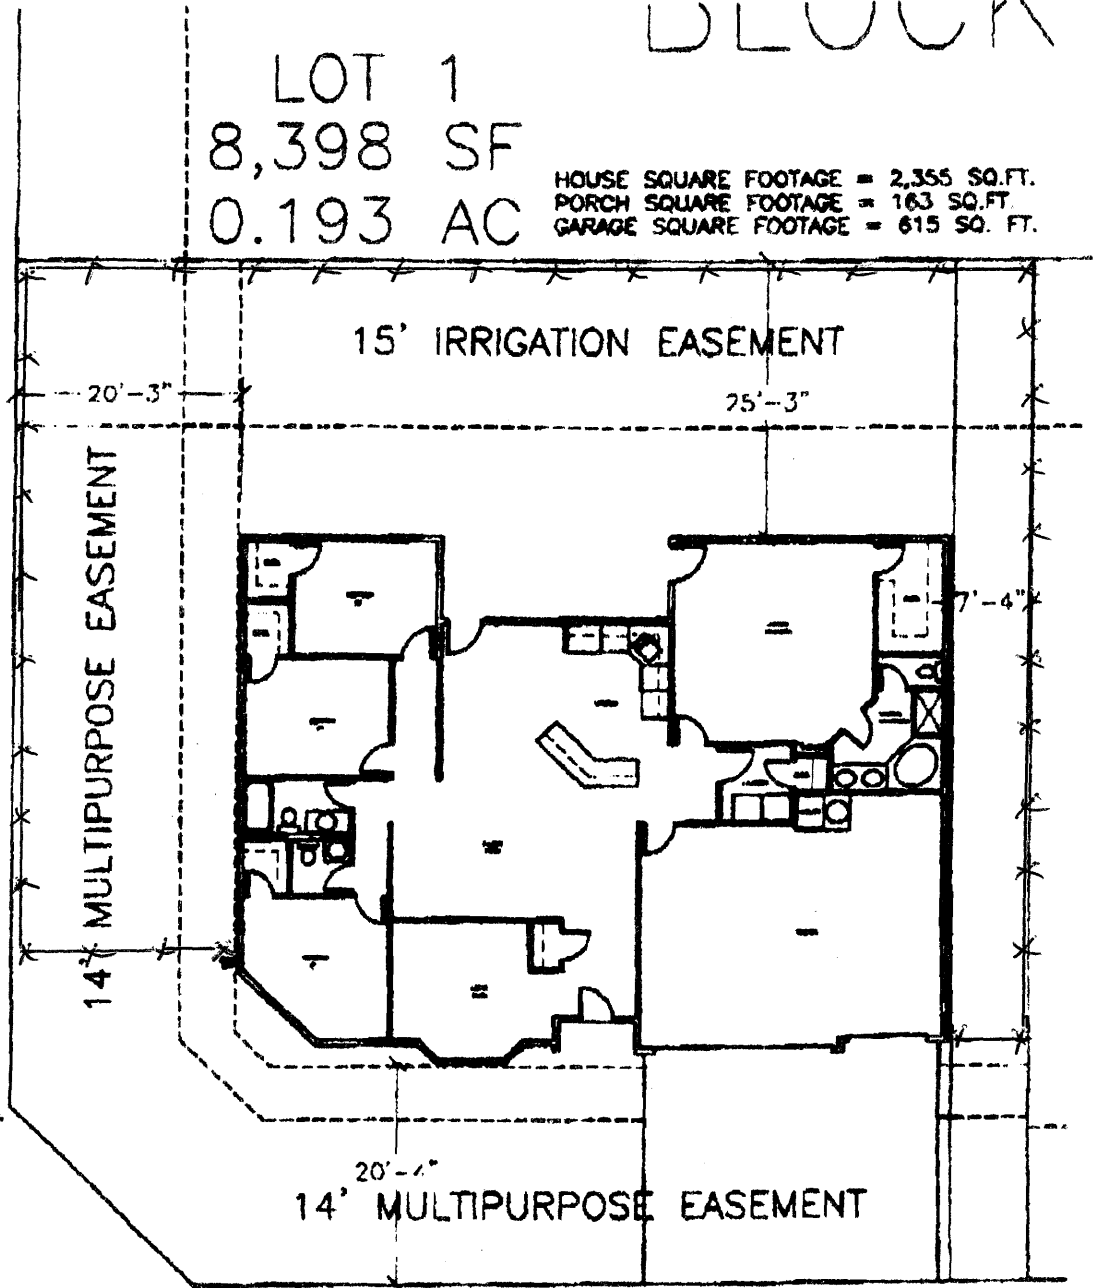 BLOCK
LOT 1
8,398 SF
0.193 AC
HOUSE SQUARE FOOTAGE = 2,355 SQ.FT.
PORCH SQUARE FOOTAGE = 163 SQ.FT.
GARAGE SQUARE FOOTAGE = 615 SQ. FT.
15' IRRIGATION EASEMENT
20'-3"
25'-3"
14' MULTIPURPOSE EASEMENT
7'-4"
20'-4"
14' MULTIPURPOSE EASEMENT